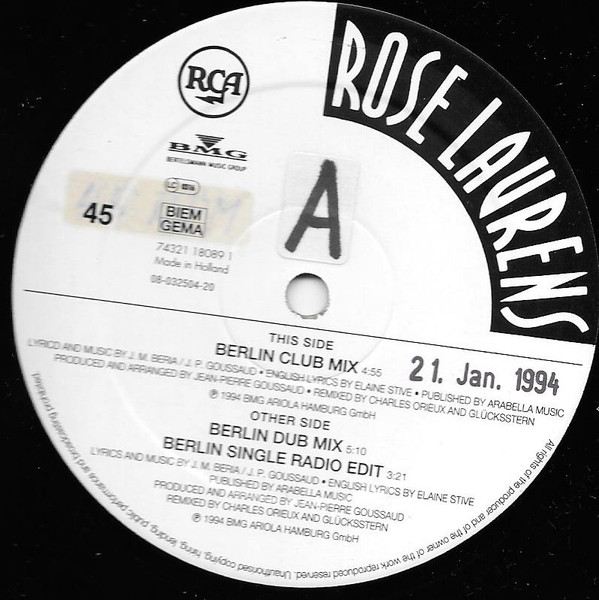 ROSE LAURENS
RCA
BMG
BERTELSMANN MUSIC GROUP
LC 0316
A
45
BIEM
GEMA
74321 18089 1
Made in Holland
08-032504-20
THIS SIDE
BERLIN CLUB MIX 4:55
21. Jan. 1994
LYRICD AND MUSIC BY J. M. BERIA / J. P. GOUSSAUD • ENGLISH LYRICS BY ELAINE STIVE • PUBLISHED BY ARABELLA MUSIC
PRODUCED AND ARRANGED BY JEAN-PIERRE GOUSSAUD • REMIXED BY CHARLES ORIEUX AND GLÜCKSSTERN
℗ 1994 BMG ARIOLA HAMBURG GmbH
OTHER SIDE
BERLIN DUB MIX 5:10
BERLIN SINGLE RADIO EDIT 3:21
LYRICS AND MUSIC BY J. M. BERIA / J. P. GOUSSAUD • ENGLISH LYRICS BY ELAINE STIVE
PUBLISHED BY ARABELLA MUSIC
PRODUCED AND ARRANGED BY JEAN-PIERRE GOUSSAUD
REMIXED BY CHARLES ORIEUX AND GLÜCKSSTERN
℗ 1994 BMG ARIOLA HAMBURG GmbH
All rights of the producer and of the owner of the work reproduced reserved. Unauthorised copying, hiring, lending, public performance and broadcasting prohibited.